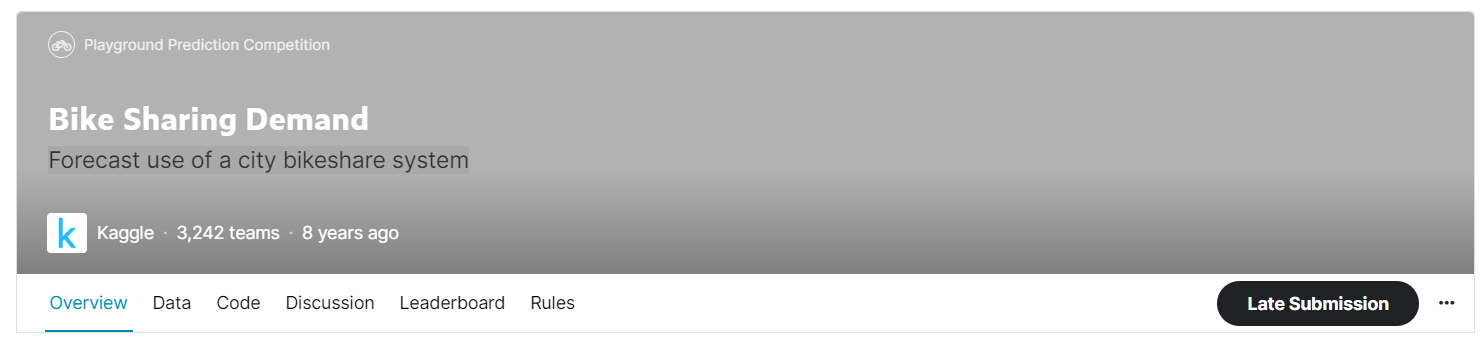 Playground Prediction Competition
Bike Sharing Demand
Forecast use of a city bikeshare system
k Kaggle · 3,242 teams · 8 years ago
Overview Data Code Discussion Leaderboard Rules Late Submission ···